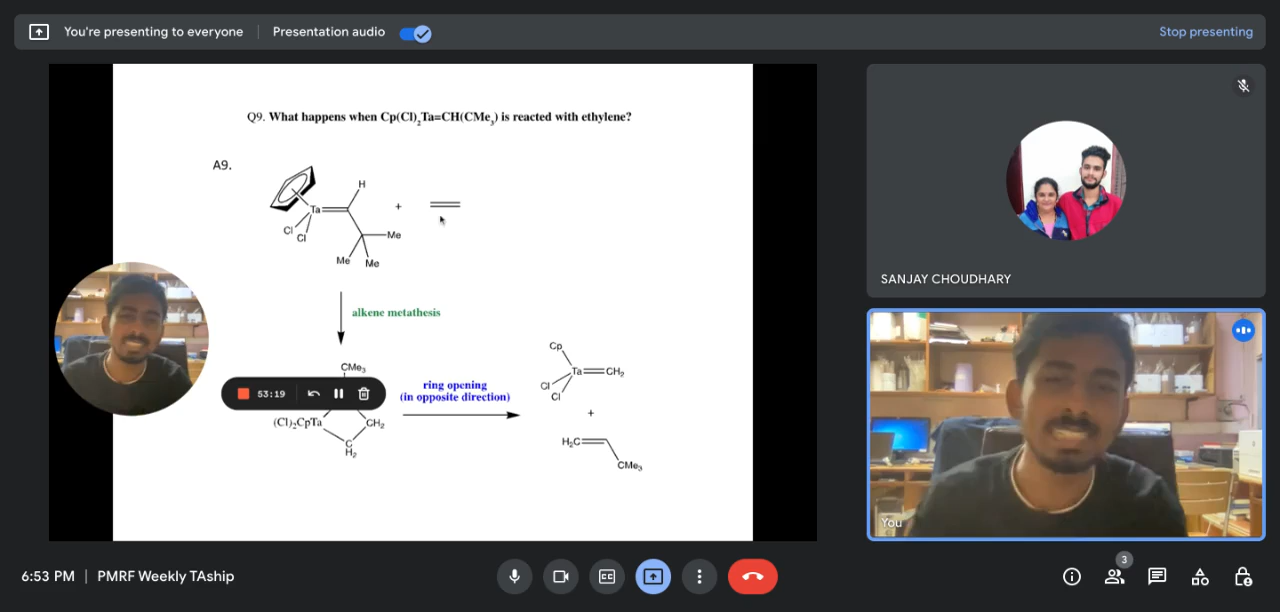 You're presenting to everyone
Presentation audio
Stop presenting
Q9. What happens when Cp(Cl)₂Ta=CH(CMe₃) is reacted with ethylene?
A9.
H
Ta
+
Cl
Cl
Me
Me
Me
alkene metathesis
CMe₃
(Cl)₂CpTa
CH₂
C
H₂
53:19
ring opening
(in opposite direction)
Cp
Ta
CH₂
Cl
Cl
+
H₂C
CMe₃
SANJAY CHOUDHARY
You
3
6:53 PM | PMRF Weekly TAship
CC